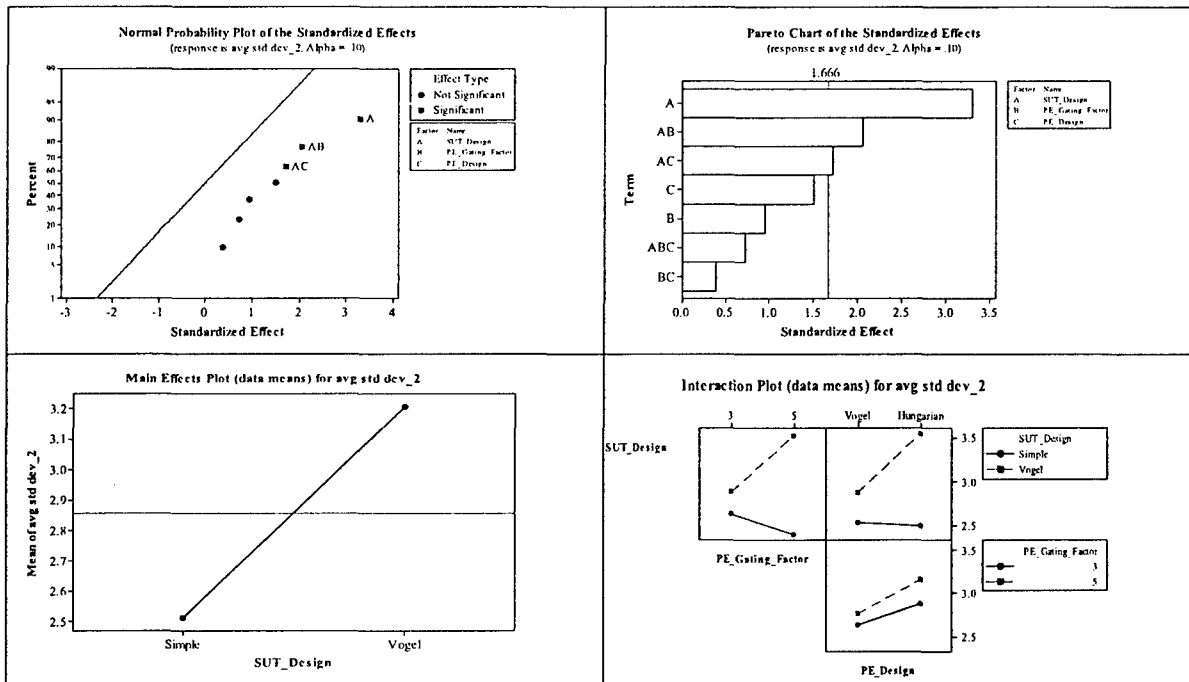 Normal Probability Plot of the Standardized Effects
(response is avg std dev_2, Alpha = .10)
99
95
90
80
70
60
50
40
30
20
10
5
1
Percent
A
AB
AC
-3 -2 -1 0 1 2 3 4
Standardized Effect
Effect Type
Not Significant
Significant
Factor Name
A SUT_Design
B PE_Gating_Factor
C PE_Design
Pareto Chart of the Standardized Effects
(response is avg std dev_2, Alpha = .10)
1.666
Term
A
AB
AC
C
B
ABC
BC
0.0 0.5 1.0 1.5 2.0 2.5 3.0 3.5
Standardized Effect
Factor Name
A SUT_Design
B PE_Gating_Factor
C PE_Design
Main Effects Plot (data means) for avg std dev_2
Mean of avg std dev_2
3.2
3.1
3.0
2.9
2.8
2.7
2.6
2.5
Simple Vogel
SUT_Design
Interaction Plot (data means) for avg std dev_2
3 5 Vogel Hungarian
SUT_Design
3.5
3.0
2.5
SUT_Design
Simple
Vogel
PE_Gating_Factor
3.5
3.0
2.5
PE_Gating_Factor
3
5
PE_Design